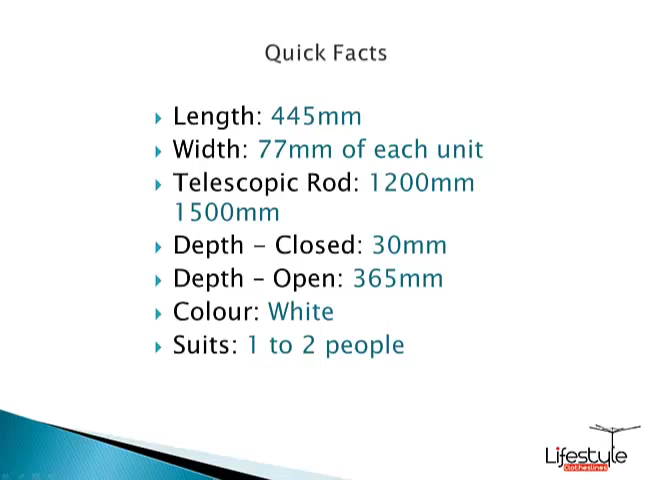 Quick Facts
Length: 445mm
Width: 77mm of each unit
Telescopic Rod: 1200mm
1500mm
Depth – Closed: 30mm
Depth – Open: 365mm
Colour: White
Suits: 1 to 2 people
Lifestyle
Clotheslines